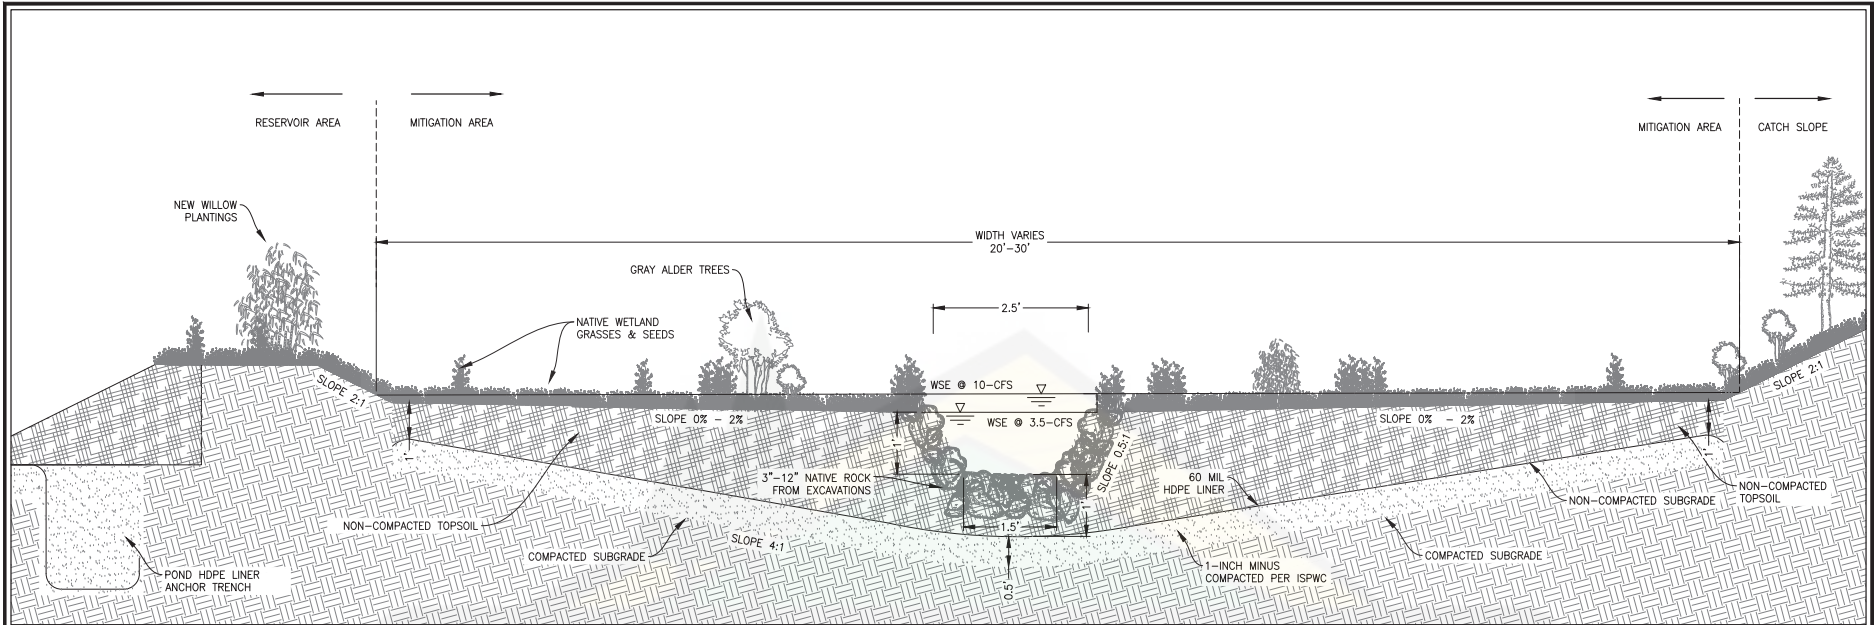 RESERVOIR AREA
MITIGATION AREA
MITIGATION AREA
CATCH SLOPE
NEW WILLOW
PLANTINGS
WIDTH VARIES
20'-30'
GRAY ALDER TREES
2.5'
NATIVE WETLAND
GRASSES & SEEDS
SLOPE 2:1
WSE @ 10-CFS
WSE @ 3.5-CFS
SLOPE 2:1
SLOPE 0% - 2%
SLOPE 0% - 2%
1'
1'
SLOPE 0.5:1
1'
3"-12" NATIVE ROCK
FROM EXCAVATIONS
60 MIL
HDPE LINER
1'
1.5'
NON-COMPACTED SUBGRADE
NON-COMPACTED
TOPSOIL
NON-COMPACTED TOPSOIL
SLOPE 4:1
COMPACTED SUBGRADE
COMPACTED SUBGRADE
1-INCH MINUS
COMPACTED PER ISPWC
POND HDPE LINER
ANCHOR TRENCH
0.5'